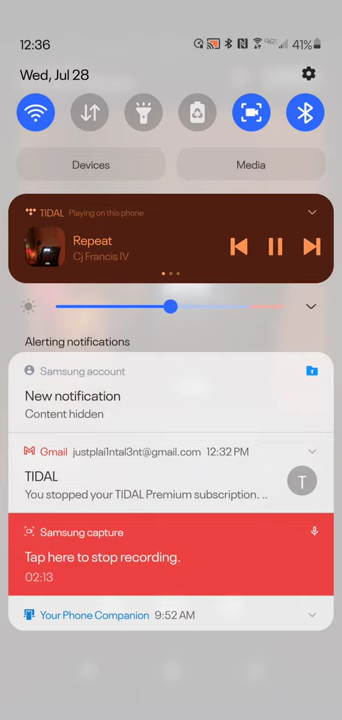 12:36
41%
Wed, Jul 28
Devices
Media
TIDAL Playing on this phone
Repeat
Cj Francis IV
Alerting notifications
Samsung account
New notification
Content hidden
Gmail justplai1ntal3nt@gmail.com 12:32 PM
TIDAL
You stopped your TIDAL Premium subscription. ..
T
Samsung capture
Tap here to stop recording.
02:13
Your Phone Companion 9:52 AM